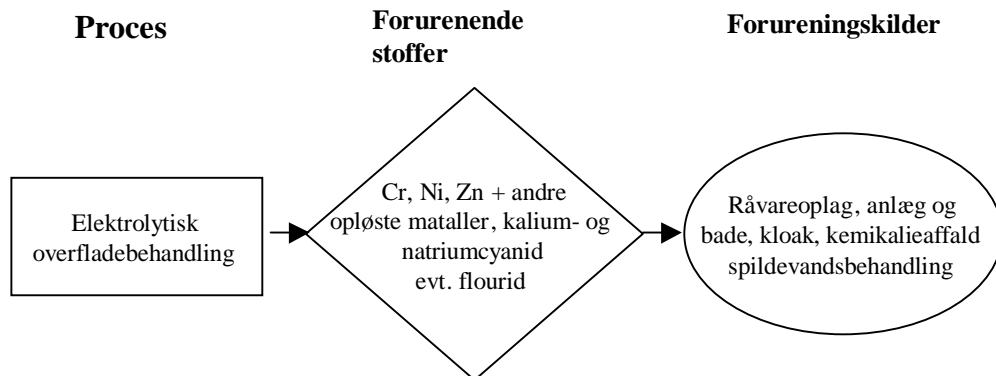 Proces
Forurenende
stoffer
Forureningskilder
Elektrolytisk
overfladebehandling
Cr, Ni, Zn + andre
opløste mataller, kalium- og
natriumcyanid
evt. flourid
Råvareoplag, anlæg og
bade, kloak, kemikalieaffald
spildevandsbehandling